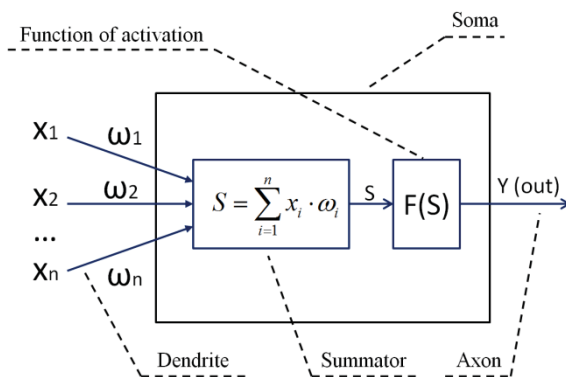 Soma
Function of activation
X1 ω1
X2 ω2
...
Xn ωn
S = ∑ i=1 n xi · ωi
S
F(S)
Y (out)
Dendrite Summator Axon